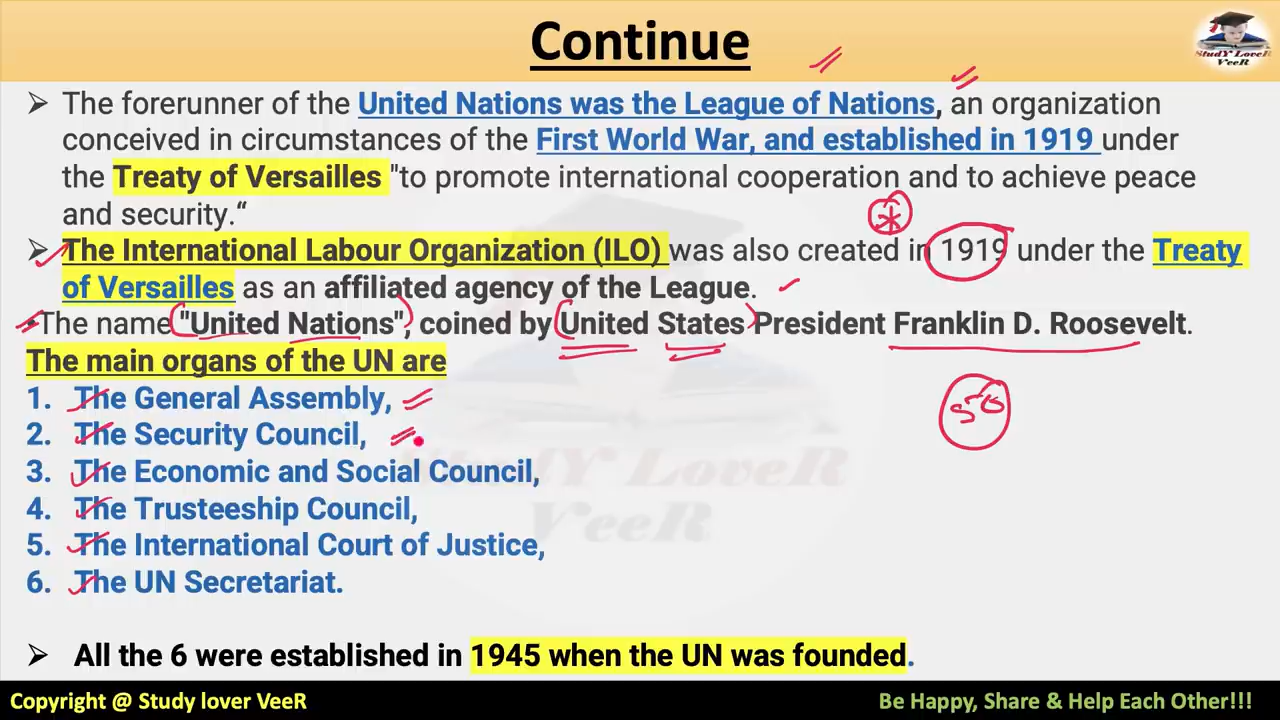 Continue
StudY LoveR
VeeR
➢ The forerunner of the United Nations was the League of Nations, an organization
conceived in circumstances of the First World War, and established in 1919 under
the Treaty of Versailles "to promote international cooperation and to achieve peace
and security.“
➢ The International Labour Organization (ILO) was also created in 1919 under the Treaty
of Versailles as an affiliated agency of the League.
•The name "United Nations", coined by United States President Franklin D. Roosevelt.
The main organs of the UN are
1. The General Assembly,
2. The Security Council,
3. The Economic and Social Council,
4. The Trusteeship Council,
5. The International Court of Justice,
6. The UN Secretariat.
StudY LoveR
VeeR
➢ All the 6 were established in 1945 when the UN was founded.
Copyright @ Study lover VeeR
Be Happy, Share & Help Each Other!!!